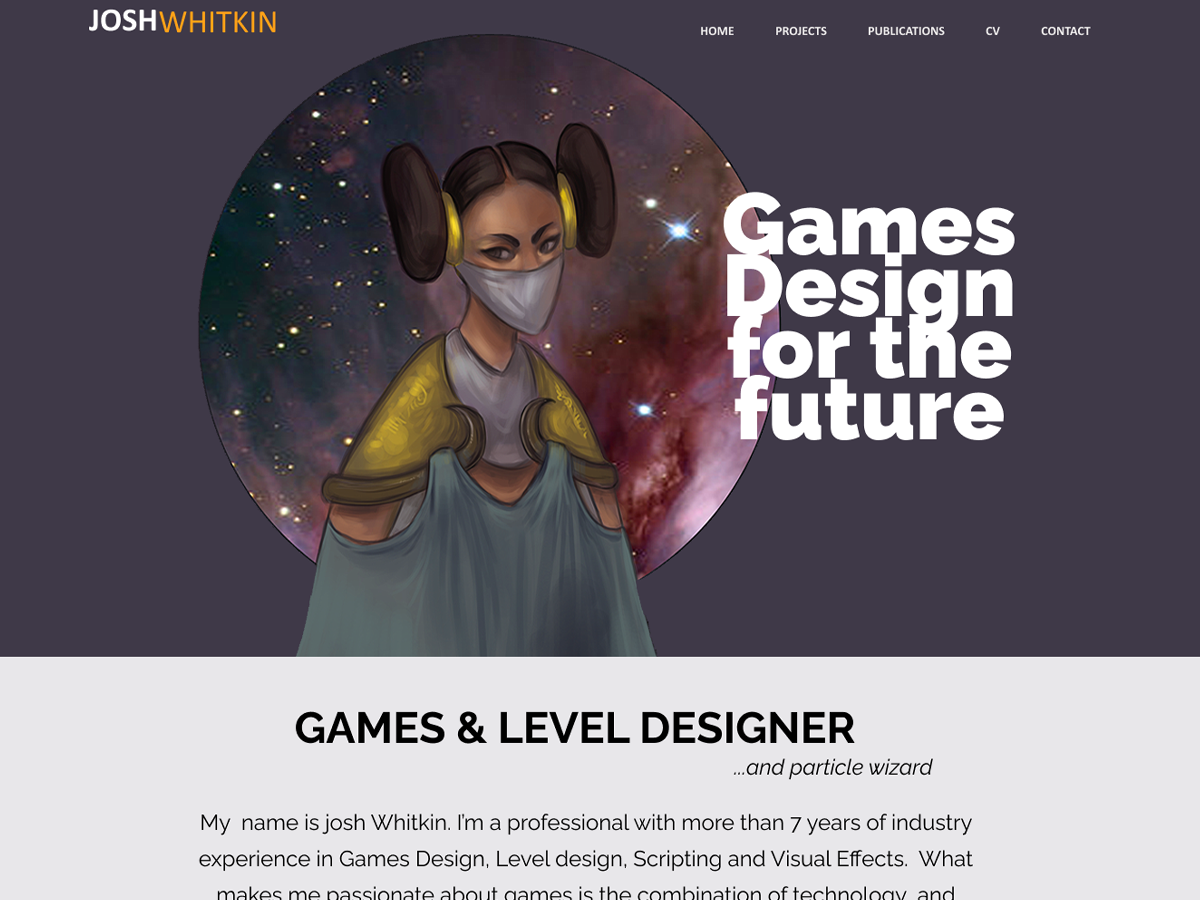 JOSHWHITKIN
HOME PROJECTS PUBLICATIONS CV CONTACT
Games
Design
for the
future
GAMES & LEVEL DESIGNER
...and particle wizard
My name is josh Whitkin. I'm a professional with more than 7 years of industry
experience in Games Design, Level design, Scripting and Visual Effects. What
makes me passionate about games is the combination of technology and